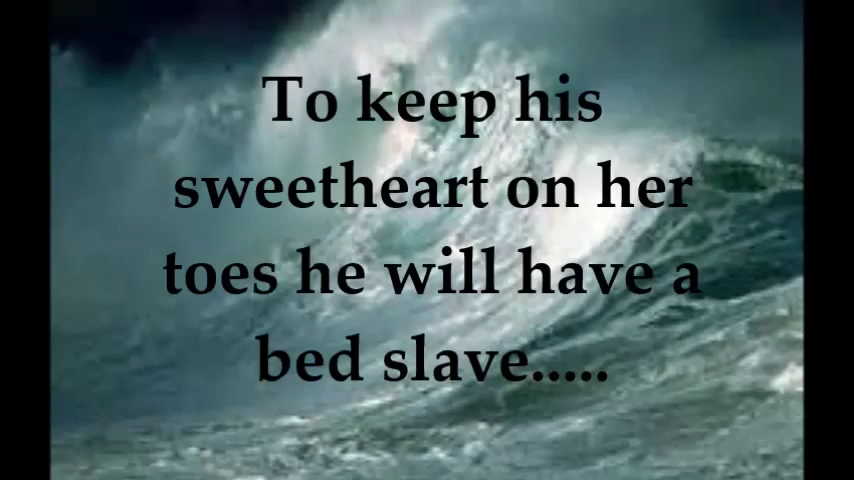 To keep his
sweetheart on her
toes he will have a
bed slave.....